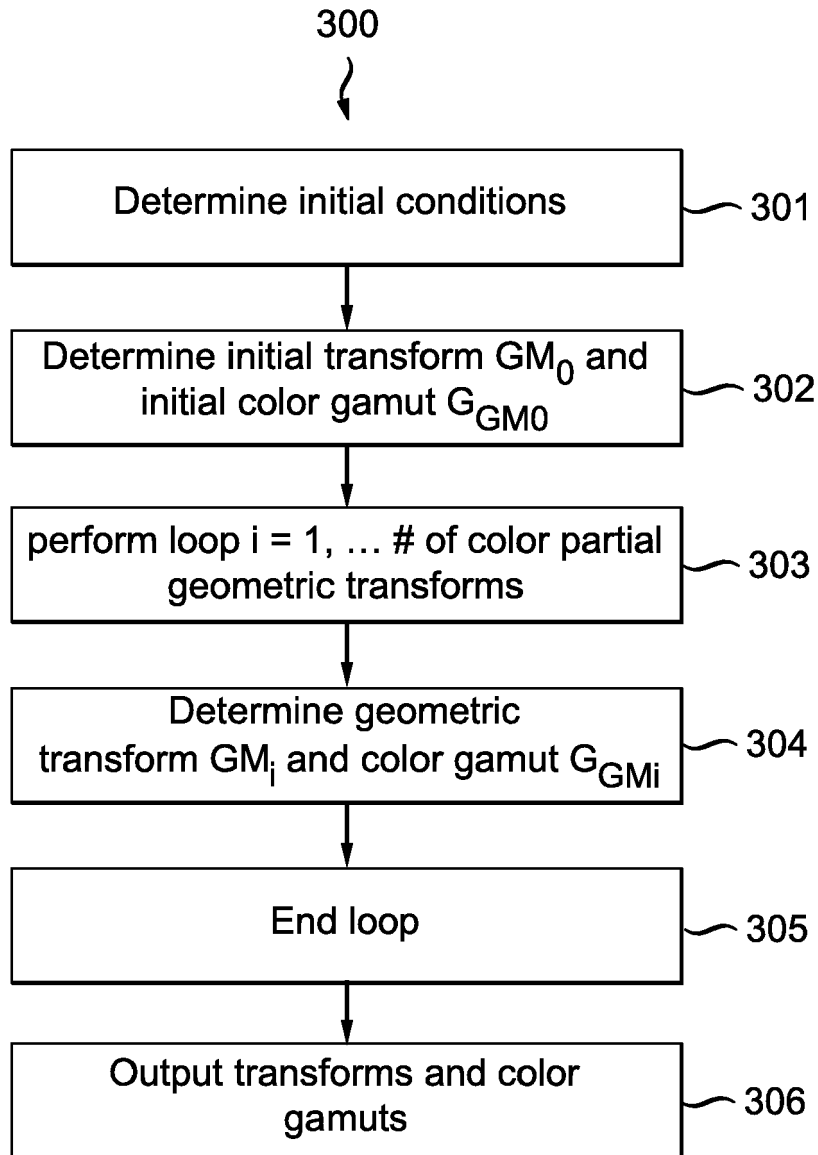 300
Determine initial conditions
301
Determine initial transform GM₀ and
initial color gamut G_GM0
302
perform loop i = 1, ... # of color partial
geometric transforms
303
Determine geometric
transform GMᵢ and color gamut G_GMi
304
End loop
305
Output transforms and color
gamuts
306